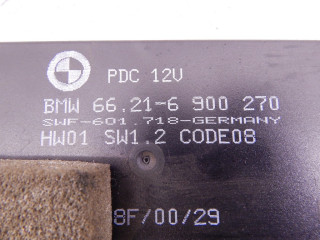 PDC 12V
BMW 66.21-6 900 270
SWF-601.718-GERMANY
HW01 SW1.2 CODE08
8F/00/29